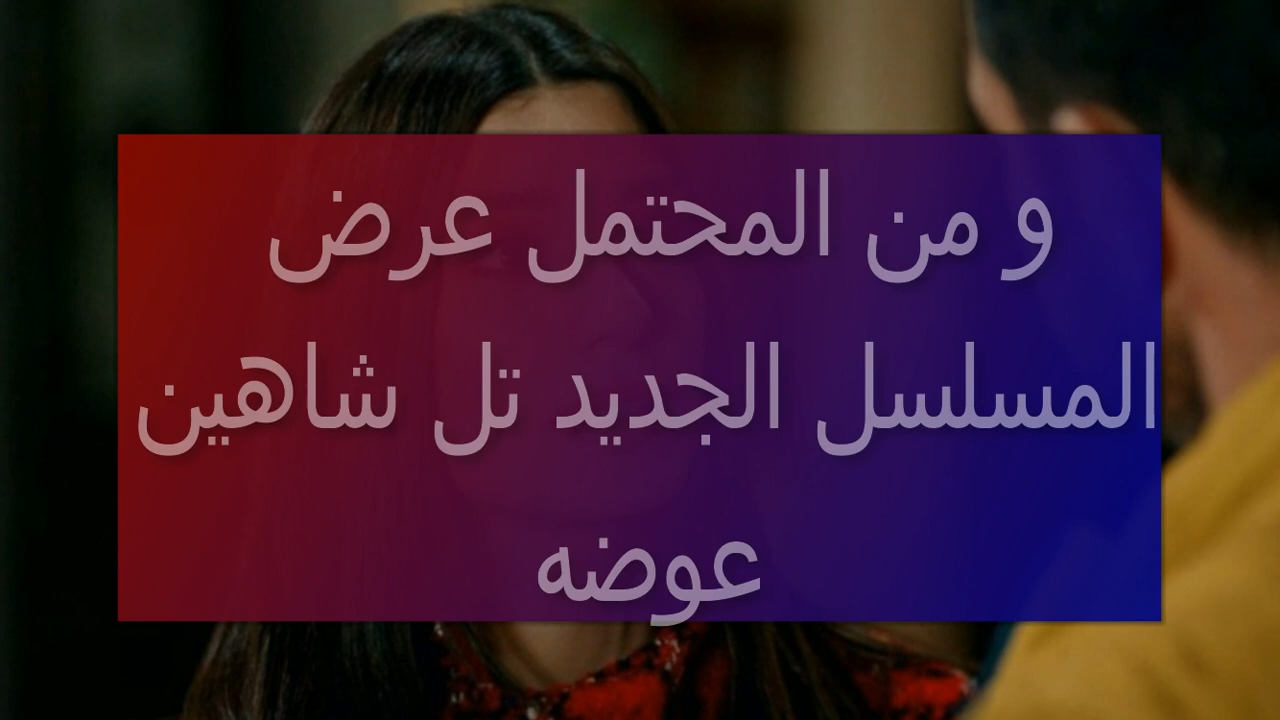 و من المحتمل عرض
المسلسل الجديد تل شاهين
عوضه